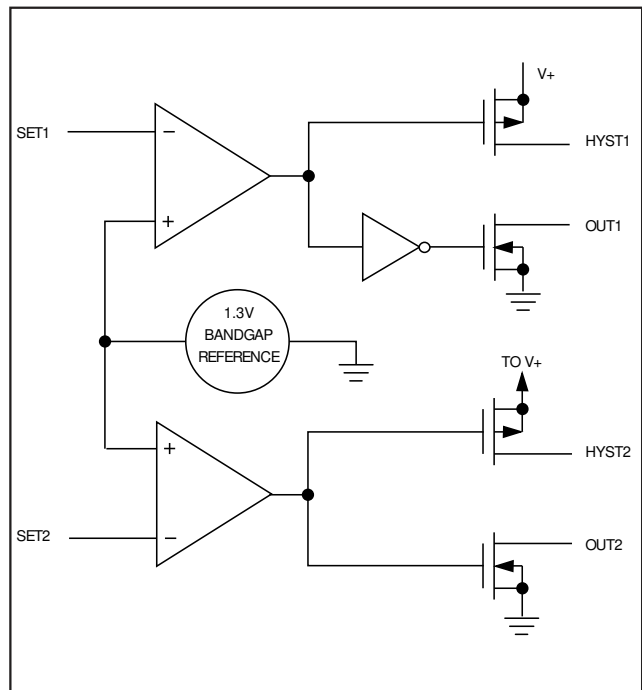 V+
SET1
−
HYST1
+
OUT1
1.3V
BANDGAP
REFERENCE
TO V+
+
HYST2
SET2
−
OUT2